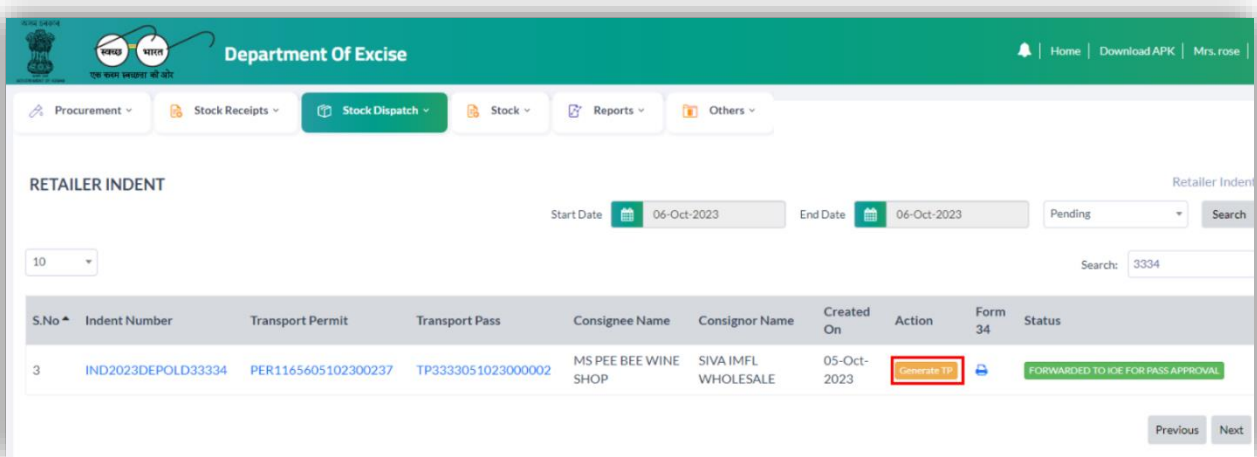 स्वच्छ भारत
एक कदम स्वच्छता की ओर
Department Of Excise
Home | Download APK | Mrs. rose |
Procurement
Stock Receipts
Stock Dispatch
Stock
Reports
Others
RETAILER INDENT
Retailer Indent
Start Date 06-Oct-2023 End Date 06-Oct-2023 Pending Search
10
Search: 3334
S.No Indent Number Transport Permit Transport Pass Consignee Name Consignor Name Created On Action Form 34 Status
3 IND2023DEPOLD33334 PER1165605102300237 TP3333051023000002 MS PEE BEE WINE SHOP SIVA IMFL WHOLESALE 05-Oct-2023 Generate TP FORWARDED TO IOE FOR PASS APPROVAL
Previous Next